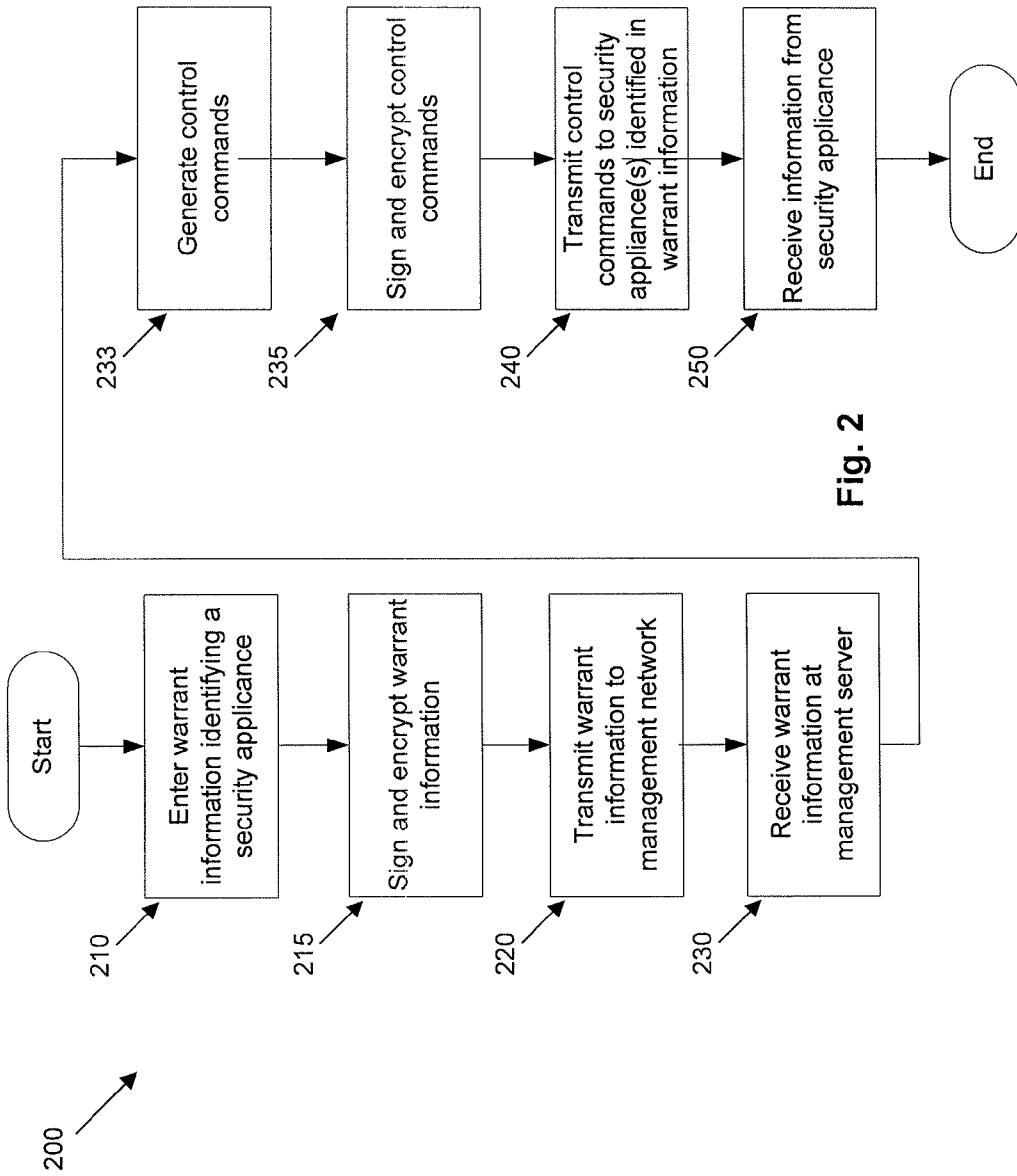 200
Start
210
Enter warrant
information identifying a
security applicance
215
Sign and encrypt warrant
information
220
Transmit warrant
information to
management network
230
Receive warrant
information at
management server
233
Generate control
commands
235
Sign and encrypt control
commands
240
Transmit control
commands to security
appliance(s) identified in
warrant information
250
Receive information from
security applicance
End
Fig. 2